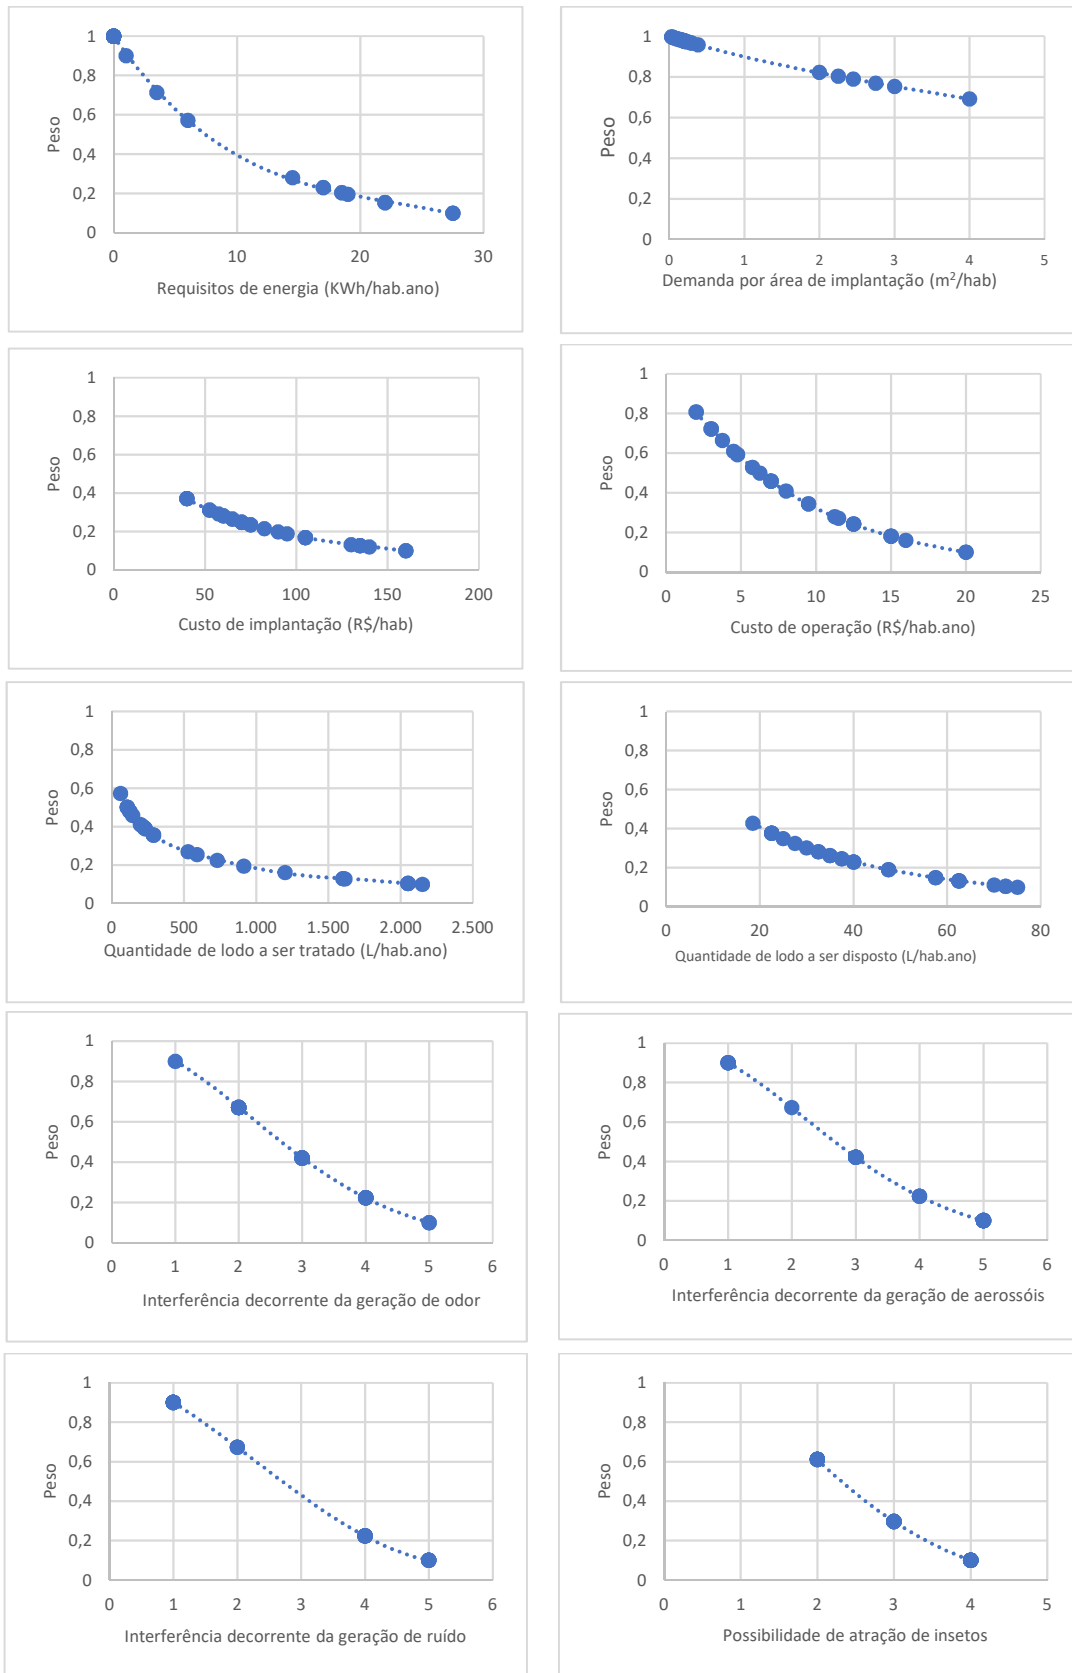 1
0,8
0,6
0,4
0,2
0
Peso
0 10 20 30
Requisitos de energia (KWh/hab.ano)
1
0,8
0,6
0,4
0,2
0
Peso
0 1 2 3 4 5
Demanda por área de implantação (m²/hab)
1
0,8
0,6
0,4
0,2
0
Peso
0 50 100 150 200
Custo de implantação (R$/hab)
1
0,8
0,6
0,4
0,2
0
Peso
0 5 10 15 20 25
Custo de operação (R$/hab.ano)
1
0,8
0,6
0,4
0,2
0
Peso
0 500 1.000 1.500 2.000 2.500
Quantidade de lodo a ser tratado (L/hab.ano)
1
0,8
0,6
0,4
0,2
0
Peso
0 20 40 60 80
Quantidade de lodo a ser disposto (L/hab.ano)
1
0,8
0,6
0,4
0,2
0
Peso
0 1 2 3 4 5 6
Interferência decorrente da geração de odor
1
0,8
0,6
0,4
0,2
0
Peso
0 1 2 3 4 5 6
Interferência decorrente da geração de aerossóis
1
0,8
0,6
0,4
0,2
0
Peso
0 1 2 3 4 5 6
Interferência decorrente da geração de ruído
1
0,8
0,6
0,4
0,2
0
Peso
0 1 2 3 4 5
Possibilidade de atração de insetos